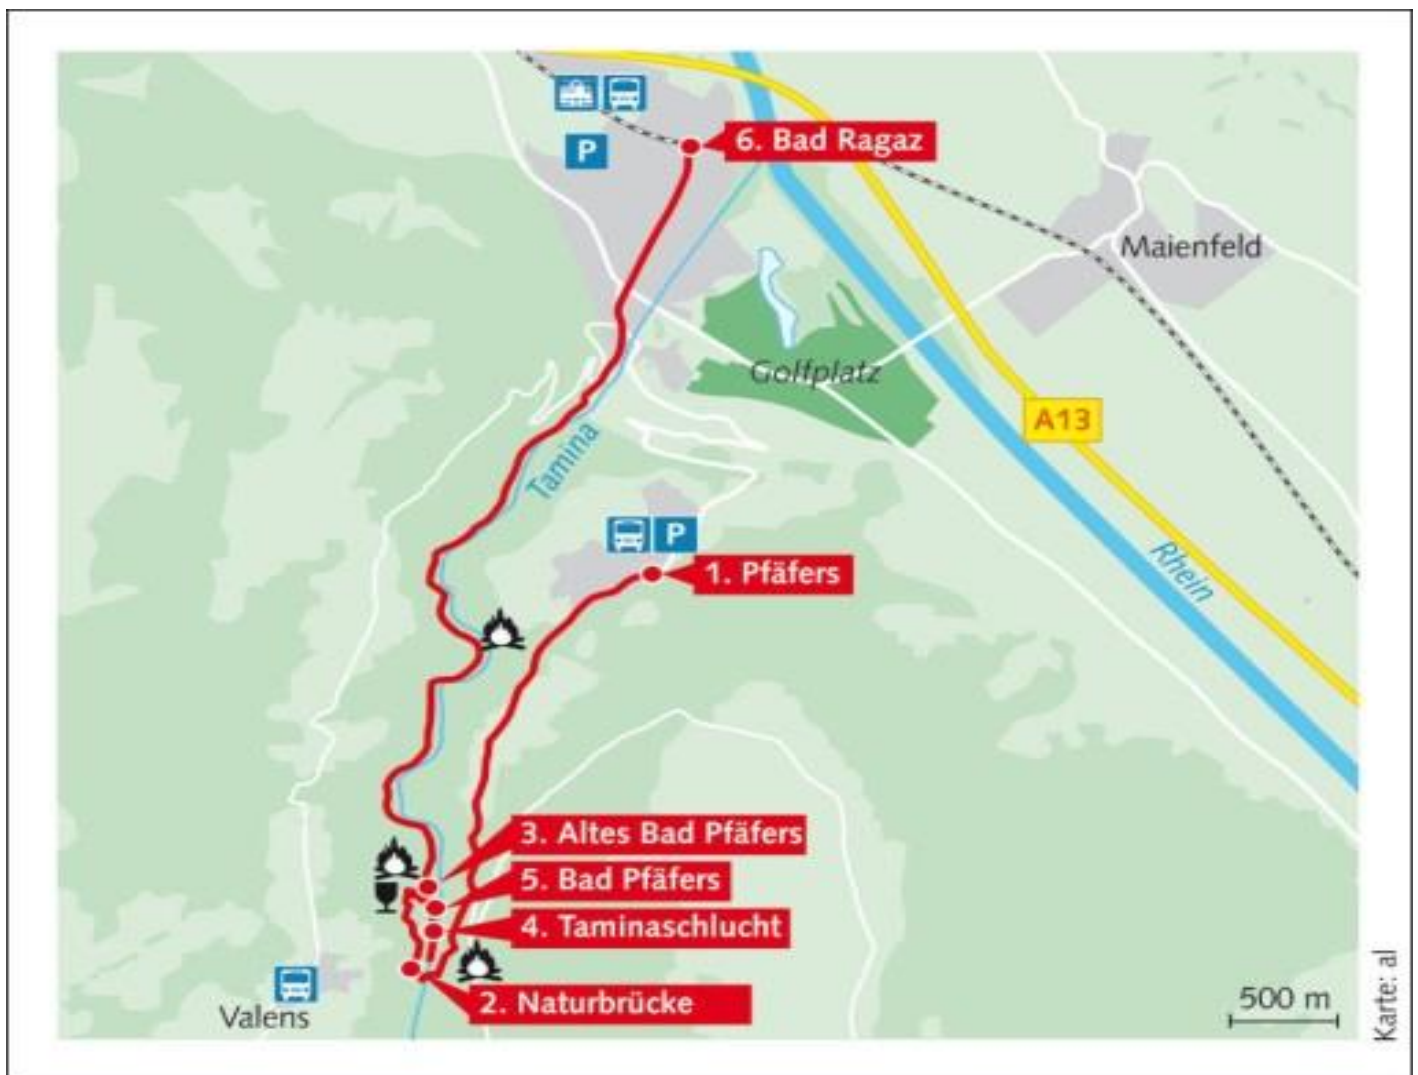 P
6. Bad Ragaz
Maienfeld
Golfplatz
A13
Tamina
P
1. Pfäfers
Rhein
3. Altes Bad Pfäfers
5. Bad Pfäfers
4. Taminaschlucht
2. Naturbrücke
Valens
500 m
Karte: al